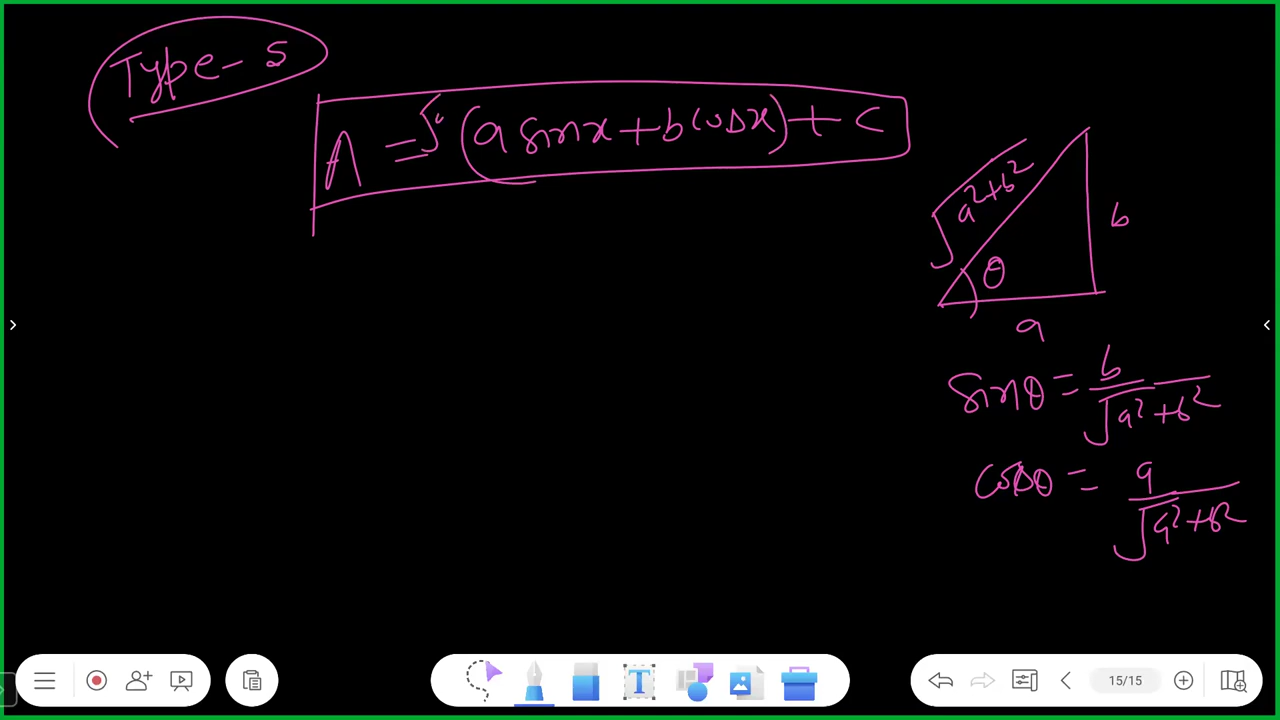 Type-5
= (a sinx + b cosx) + c
√a²+b²
b
θ
a
sinθ = b/√a²+b²
cosθ = a/√a²+b²
15/15